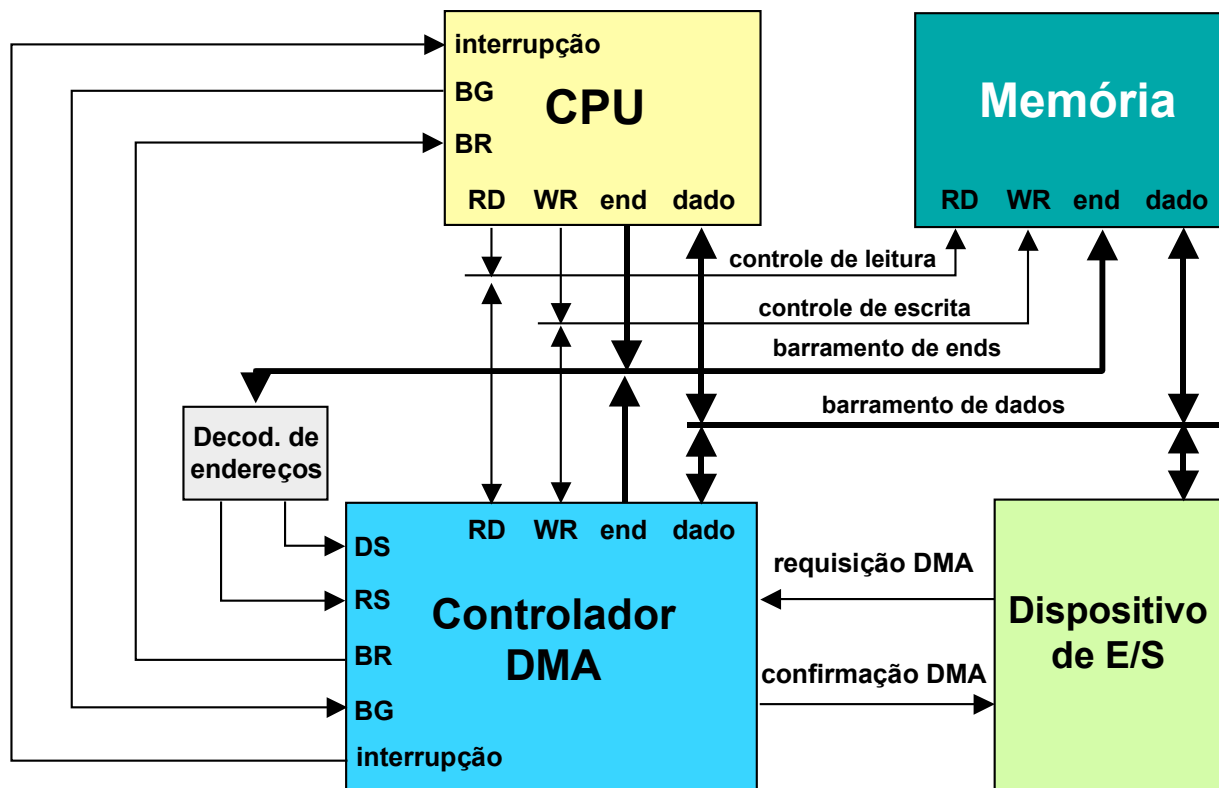 interrupção
BG
CPU
BR
RD WR end dado
Memória
RD WR end dado
controle de leitura
controle de escrita
barramento de ends
barramento de dados
Decod. de
endereços
RD WR end dado
DS
RS
Controlador
DMA
BR
BG
interrupção
requisição DMA
confirmação DMA
Dispositivo
de E/S